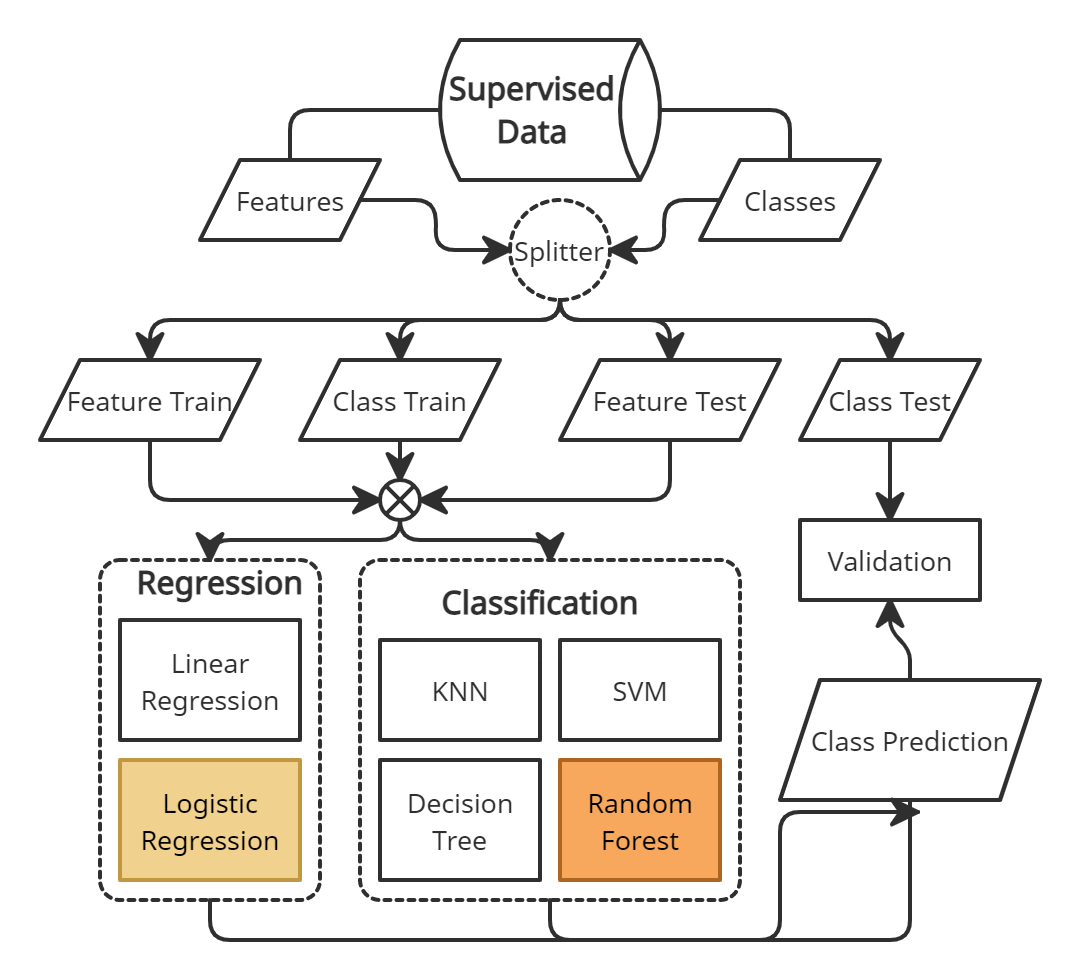 Supervised
Data
Features
Classes
Splitter
Feature Train
Class Train
Feature Test
Class Test
Validation
Regression
Classification
Linear
Regression
KNN
SVM
Class Prediction
Logistic
Regression
Decision
Tree
Random
Forest